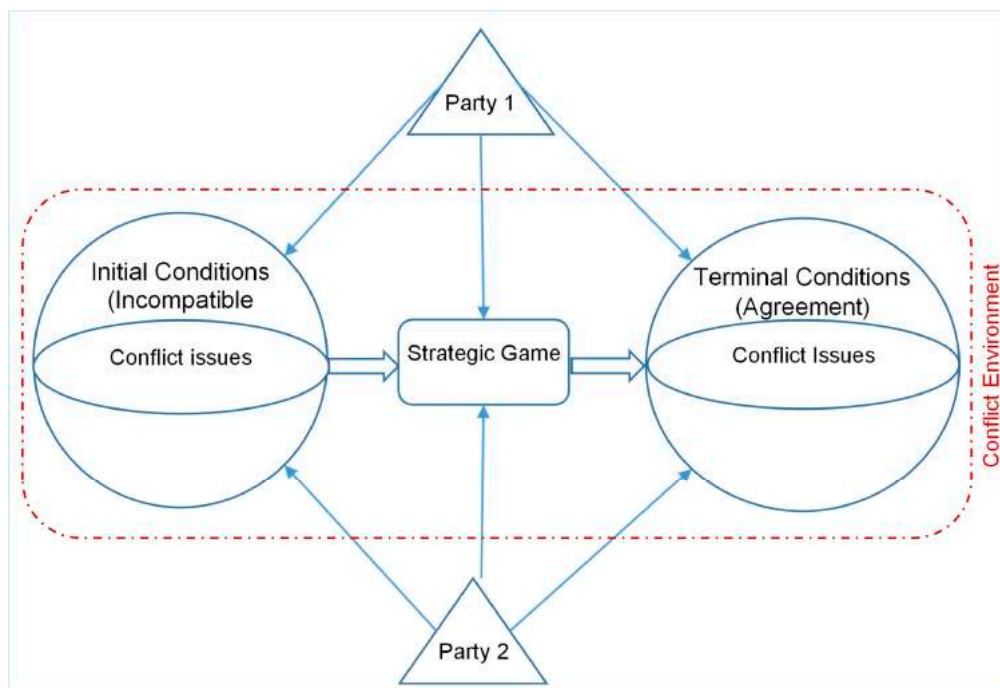 Party 1
Initial Conditions
(Incompatible
Conflict issues
Strategic Game
Terminal Conditions
(Agreement)
Conflict Issues
Conflict Environment
Party 2